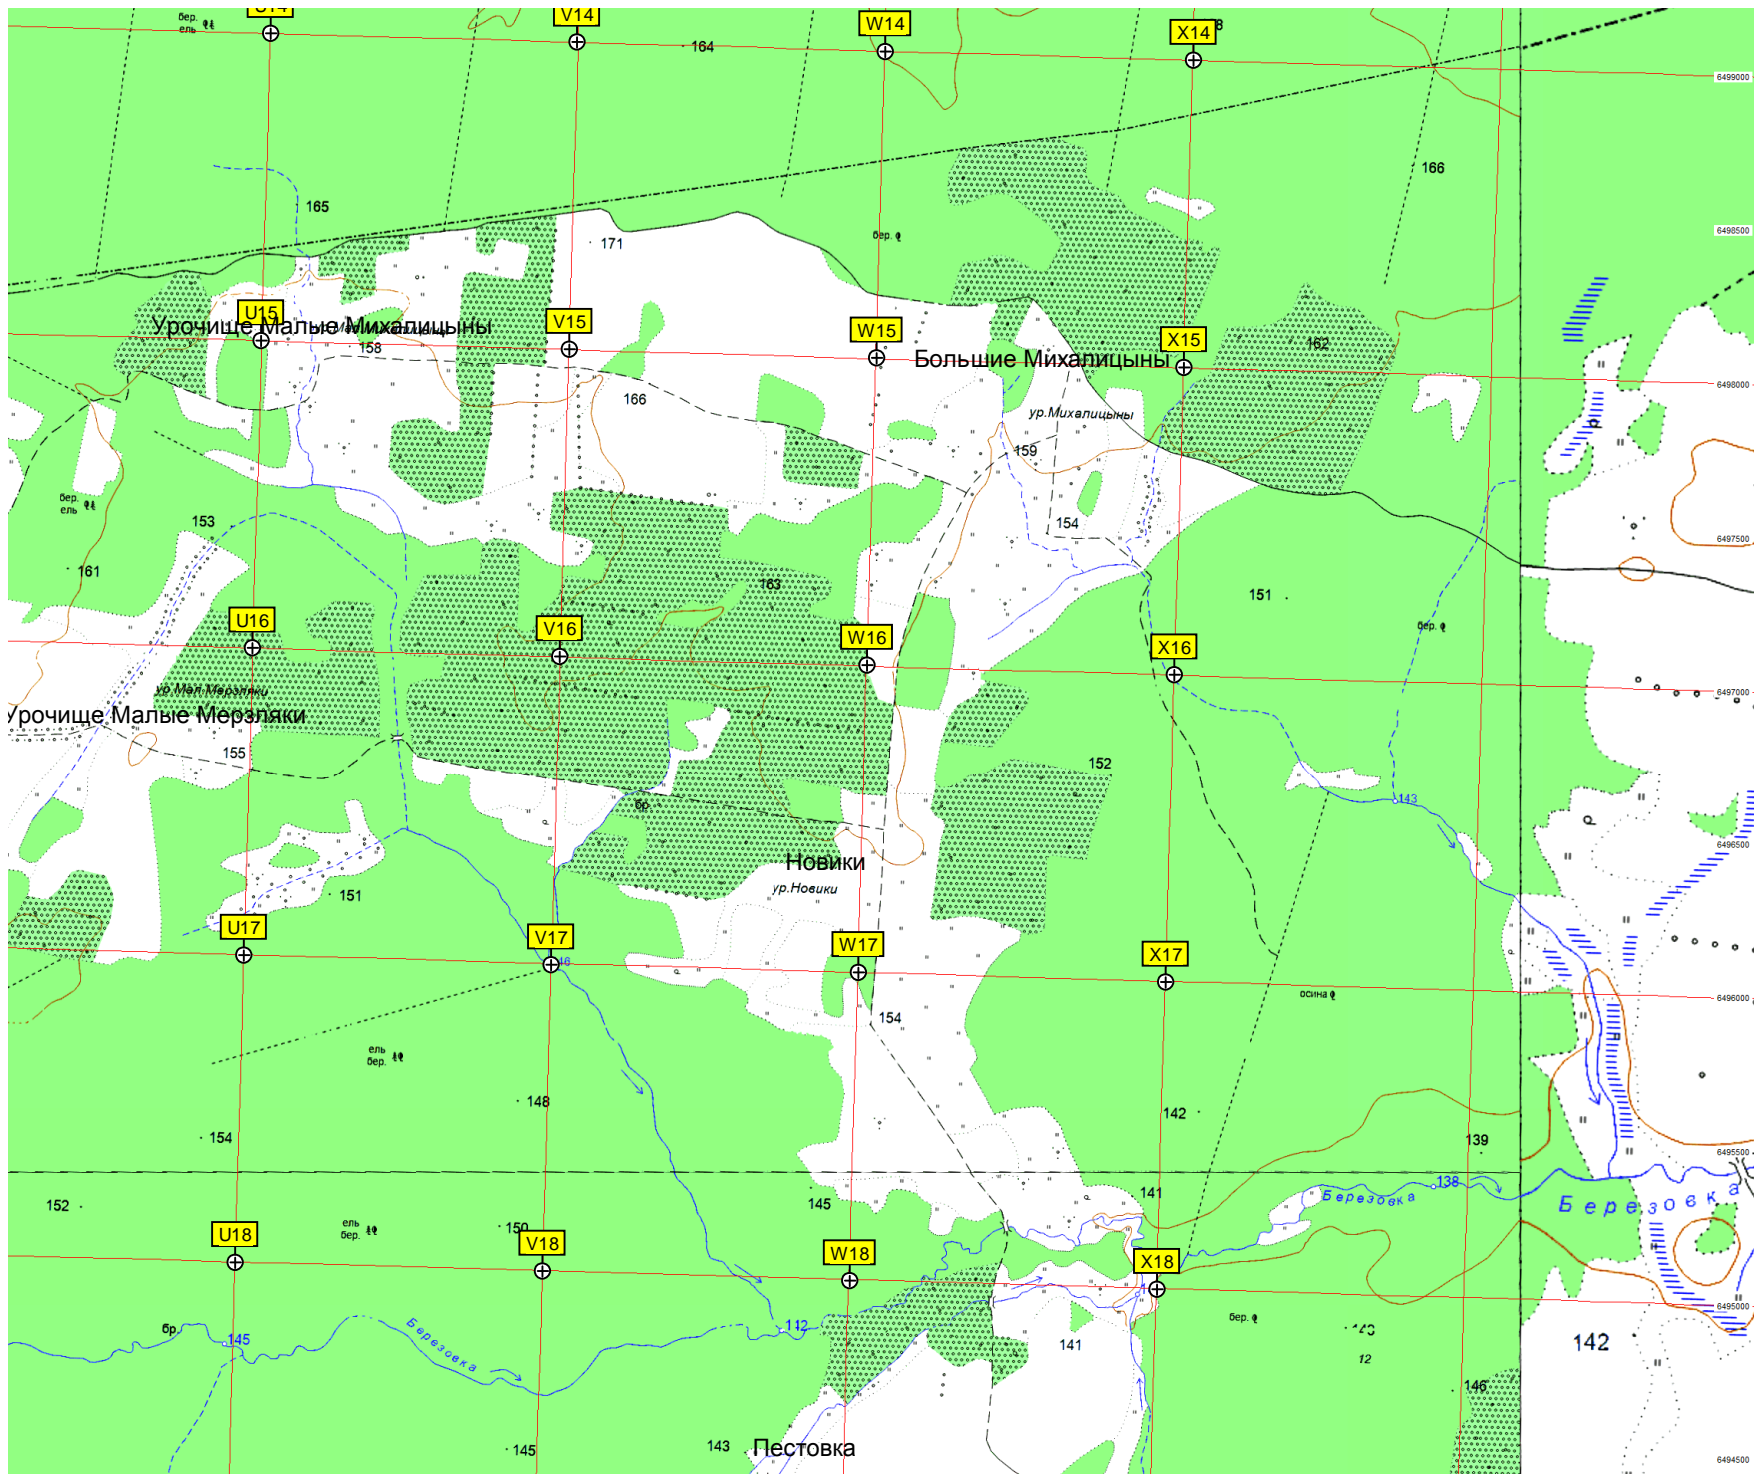 U14
V14
W14
X14
8
бер.
ель
164
6499000
166
165
6498500
171
бер.
U15
V15
W15
X15
Урочище Малые Михалицыны
158
Большие Михалицыны
162
6498000
166
ур.Михалицыны
159
бер.
ель
153
154
6497500
161
163
151
U16
V16
W16
X16
бер.
ур.Мал.Мерзляки
6497000
Урочище Малые Мерзляки
155
152
бр.
143
6496500
Новики
ур.Новики
151
U17
V17
W17
X17
46
осина
6496000
154
ель
бер.
148
142
154
139
6495500
152
145
141
Березовка
138
Березовка
ель
бер.
150
U18
V18
W18
X18
6495000
бр.
145
Березовка
112
141
бер.
142
12
146
145
143
Пестовка
6494500